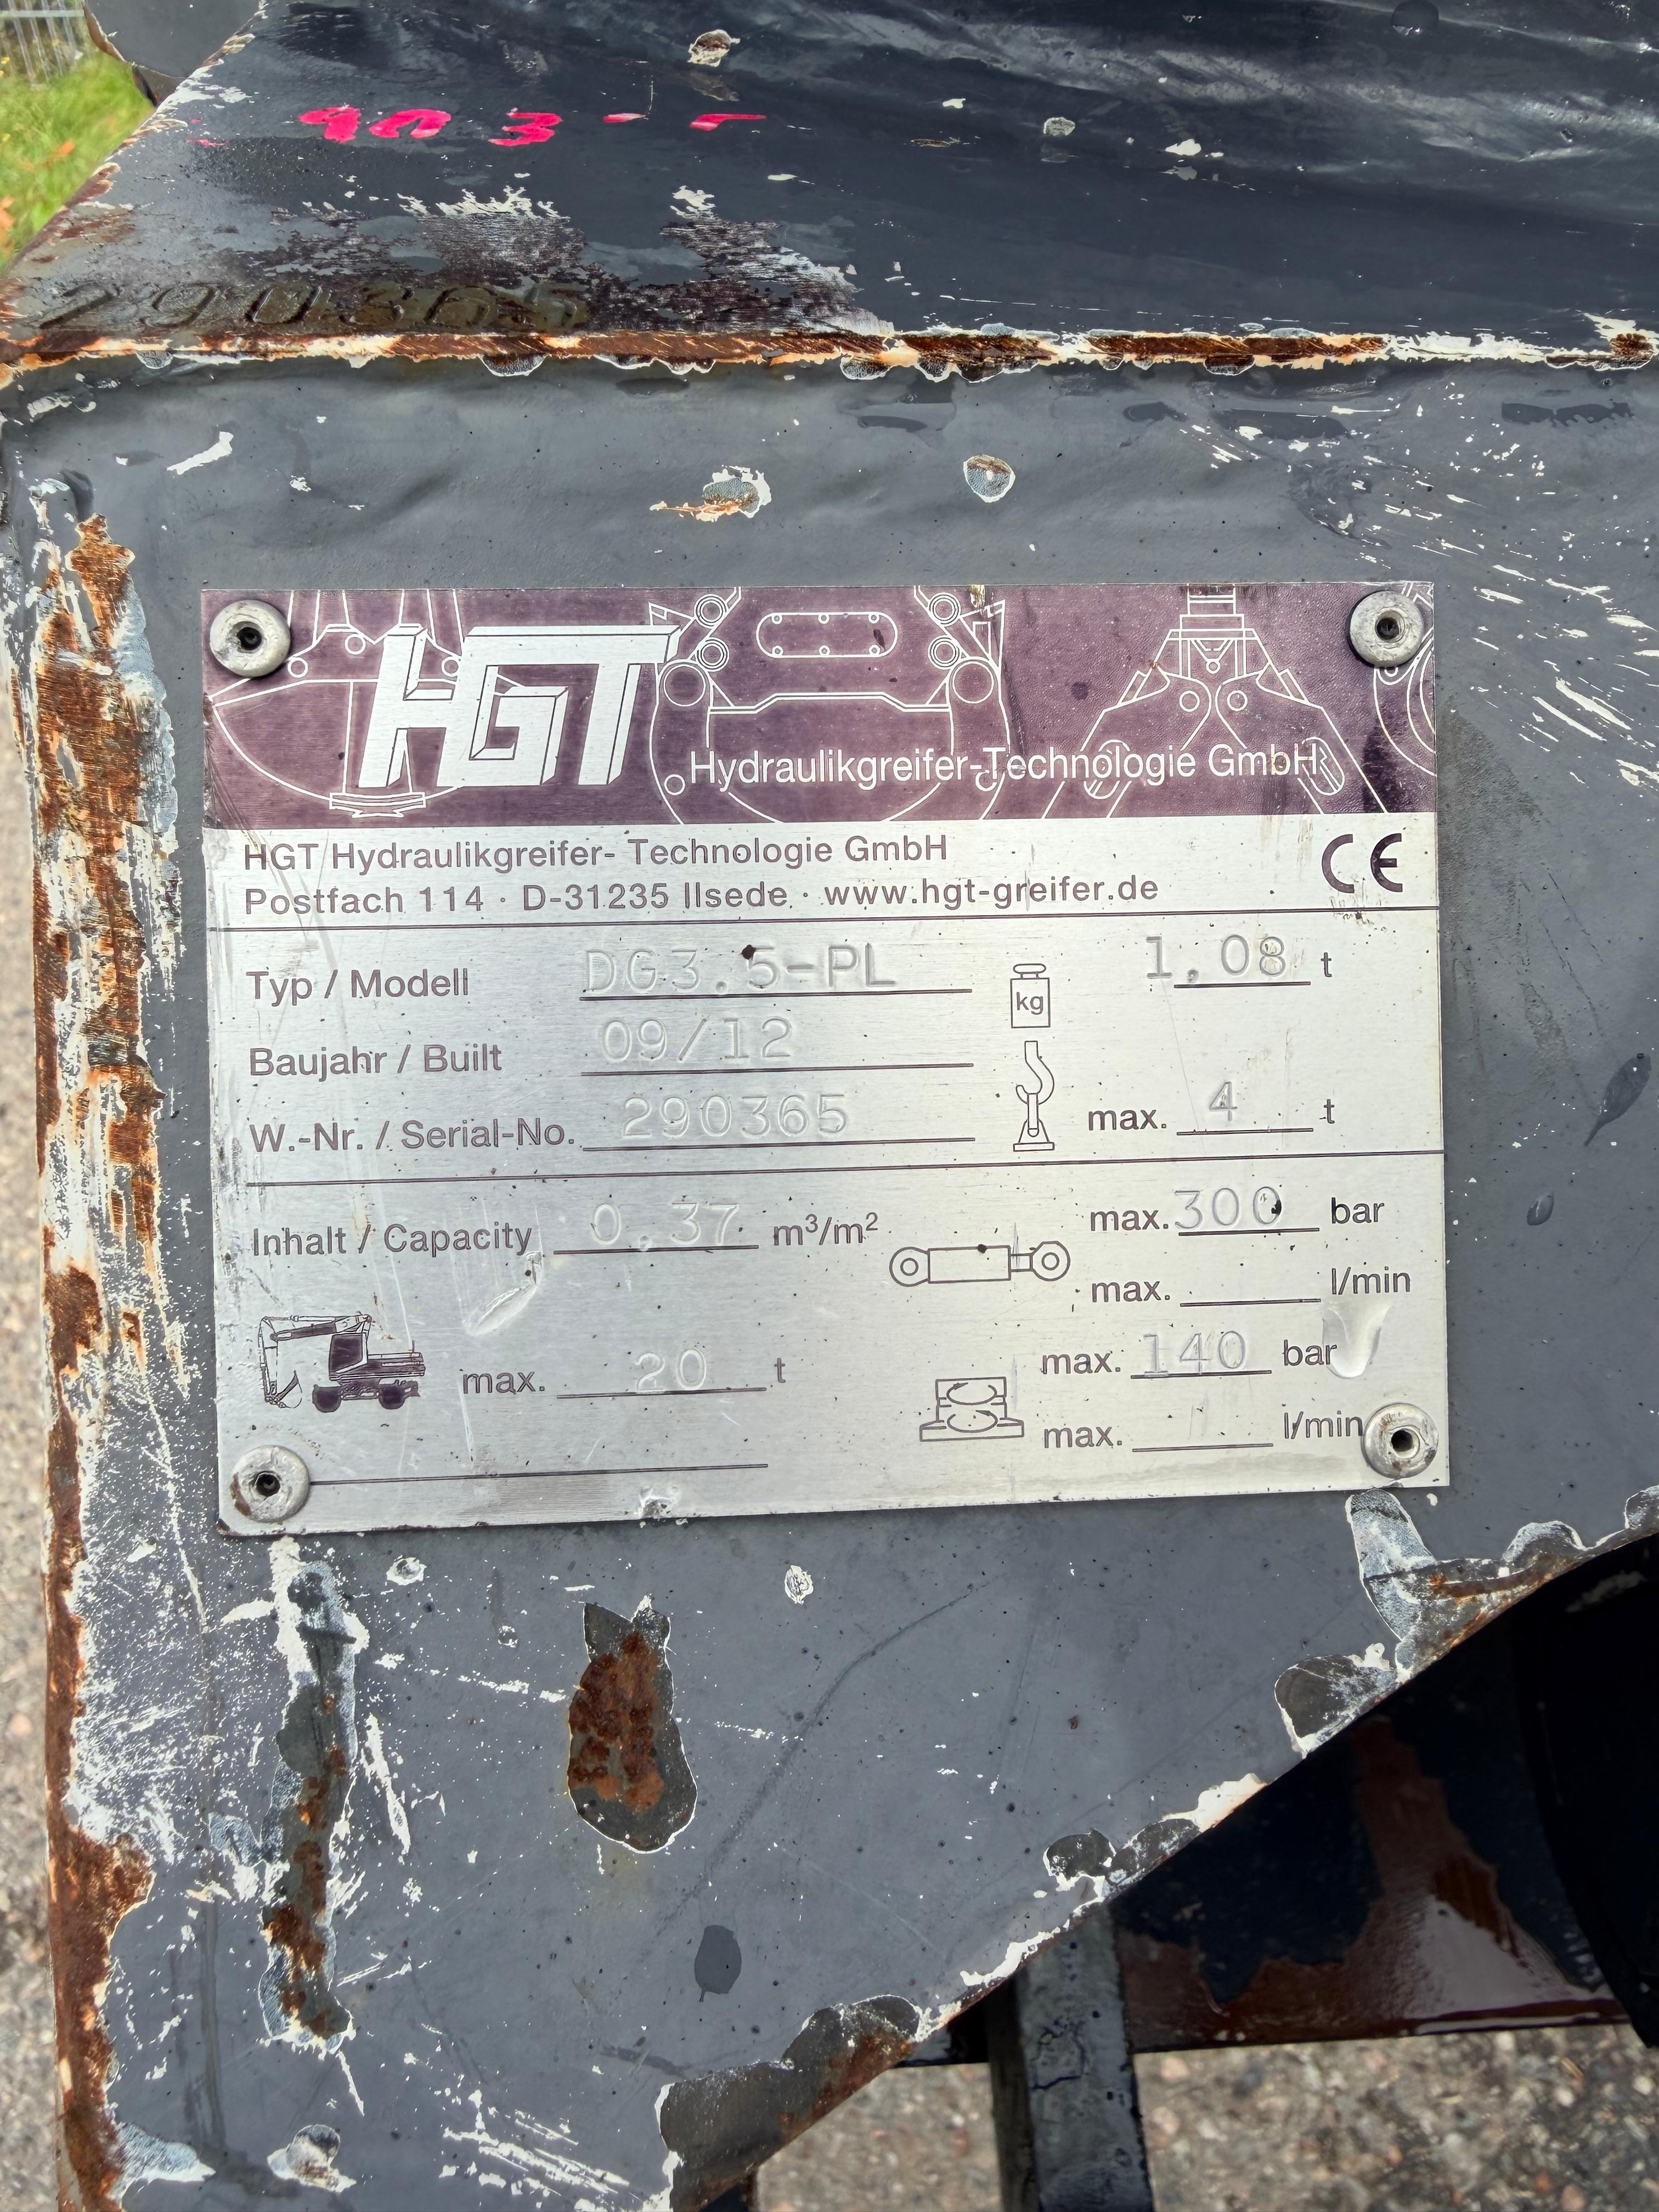 290365
HGT
Hydraulikgreifer-Technologie GmbH
HGT Hydraulikgreifer- Technologie GmbH
Postfach 114 · D-31235 Ilsede · www.hgt-greifer.de
CE
Typ / Modell DG3.5-PL kg 1,08 t
Baujahr / Built 09/12
W.-Nr. / Serial-No. 290365 max. 4 t
Inhalt / Capacity 0.37 m³/m² max. 300 bar
max. l/min
max. 20 t max. 140 bar
max. l/min